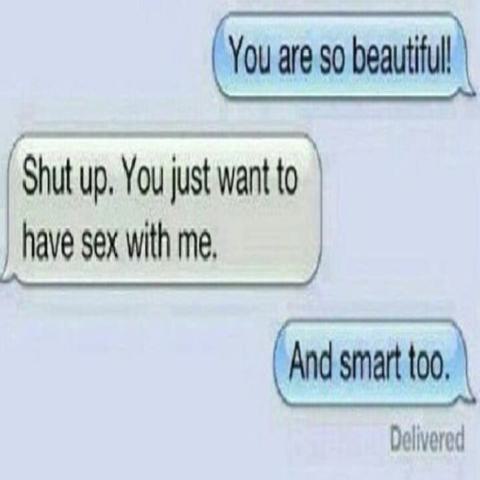 You are so beautiful!
Shut up. You just want to
have sex with me.
And smart too.
Delivered